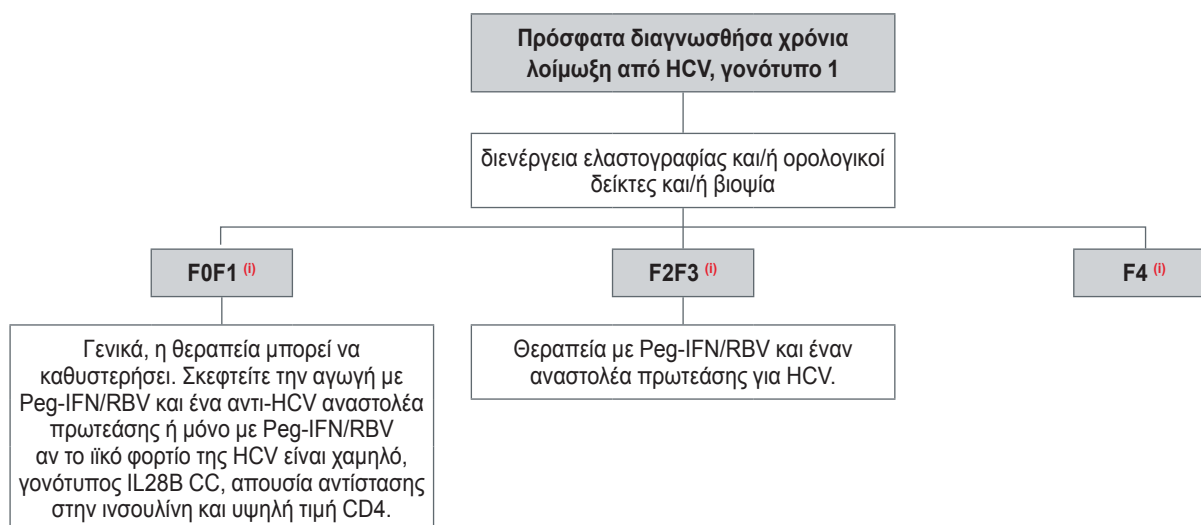 Πρόσφατα διαγνωσθήσα χρόνια
λοίμωξη από HCV, γονότυπο 1
διενέργεια ελαστογραφίας και/ή ορολογικοί
δείκτες και/ή βιοψία
F0F1 (i)
F2F3 (i)
F4 (i)
Γενικά, η θεραπεία μπορεί να
καθυστερήσει. Σκεφτείτε την αγωγή με
Peg-IFN/RBV και ένα αντι-HCV αναστολέα
πρωτεάσης ή μόνο με Peg-IFN/RBV
αν το ιϊκό φορτίο της HCV είναι χαμηλό,
γονότυπος IL28B CC, απουσία αντίστασης
στην ινσουλίνη και υψηλή τιμή CD4.
Θεραπεία με Peg-IFN/RBV και έναν
αναστολέα πρωτεάσης για HCV.